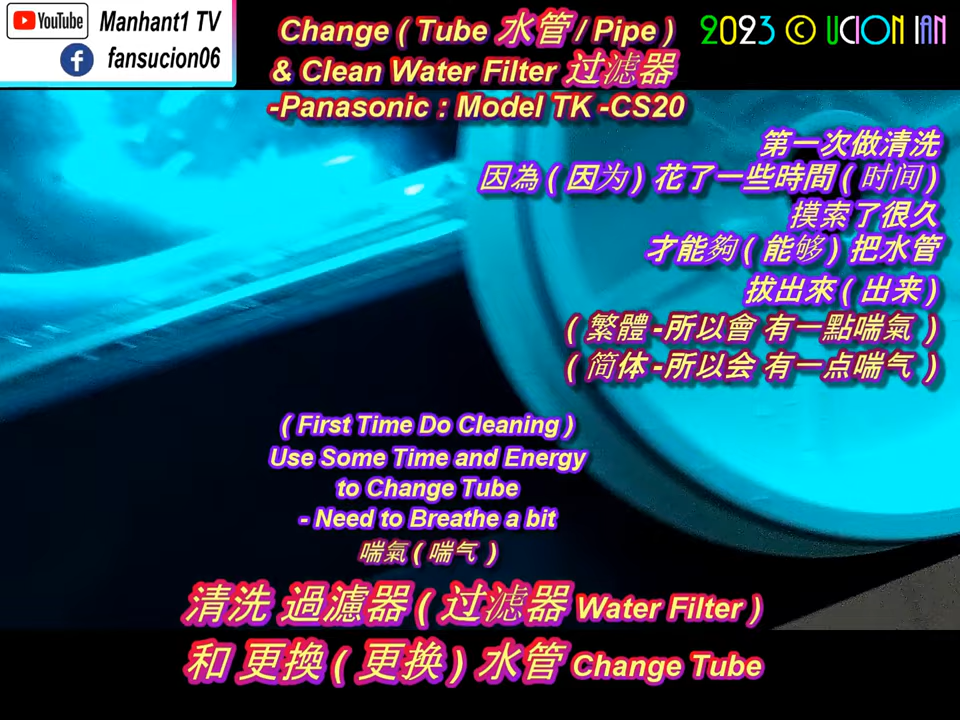 YouTube Manhant1 TV
fansucion06
Change ( Tube 水管 / Pipe )
& Clean Water Filter 过滤器
-Panasonic : Model TK -CS20
2023 © UCION IAN
第一次做清洗
因為 ( 因为 ) 花了一些時間 ( 时间 )
摸索了很久
才能夠 ( 能够 ) 把水管
拔出來 ( 出来 )
( 繁體 -所以會 有一點喘氣 )
( 简体 -所以会 有一点喘气 )
( First Time Do Cleaning )
Use Some Time and Energy
to Change Tube
- Need to Breathe a bit
喘氣 ( 喘气 )
清洗 過濾器 ( 过滤器 Water Filter )
和 更換 ( 更换 ) 水管 Change Tube